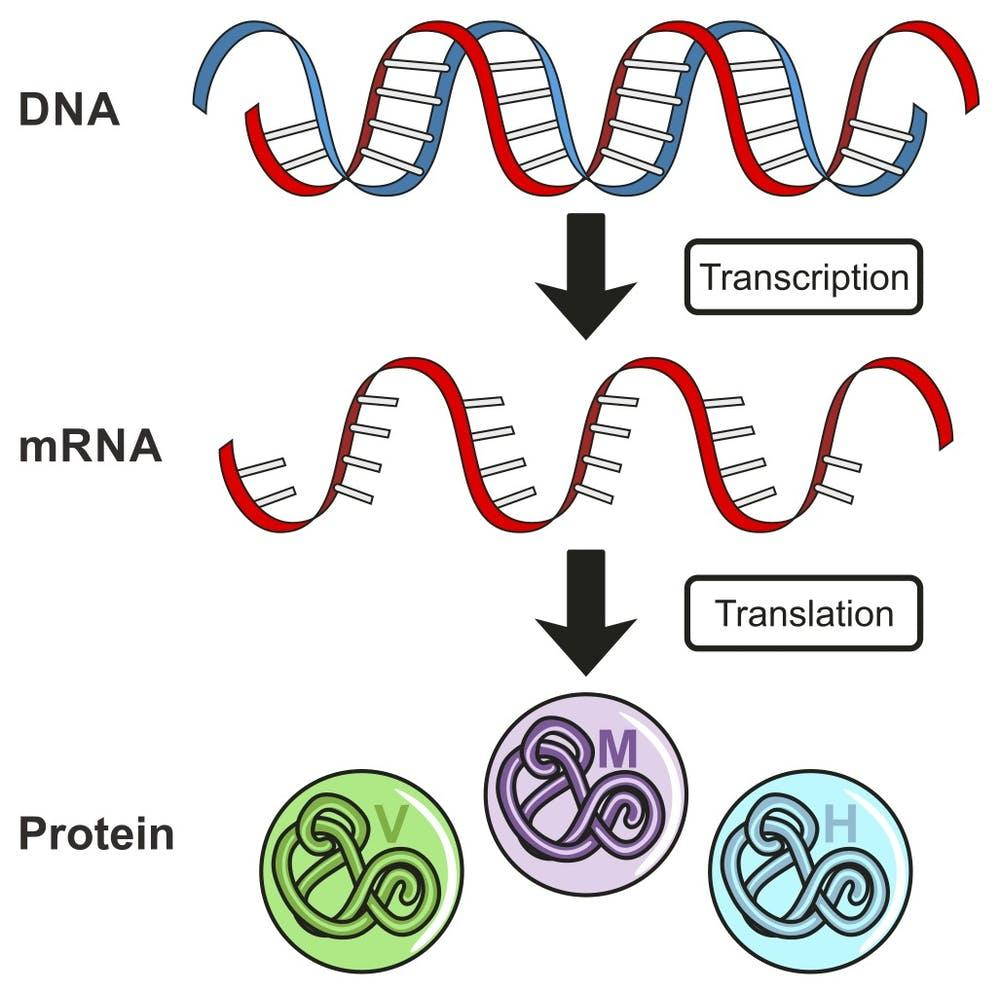 DNA
Transcription
mRNA
Translation
M
Protein
V
H